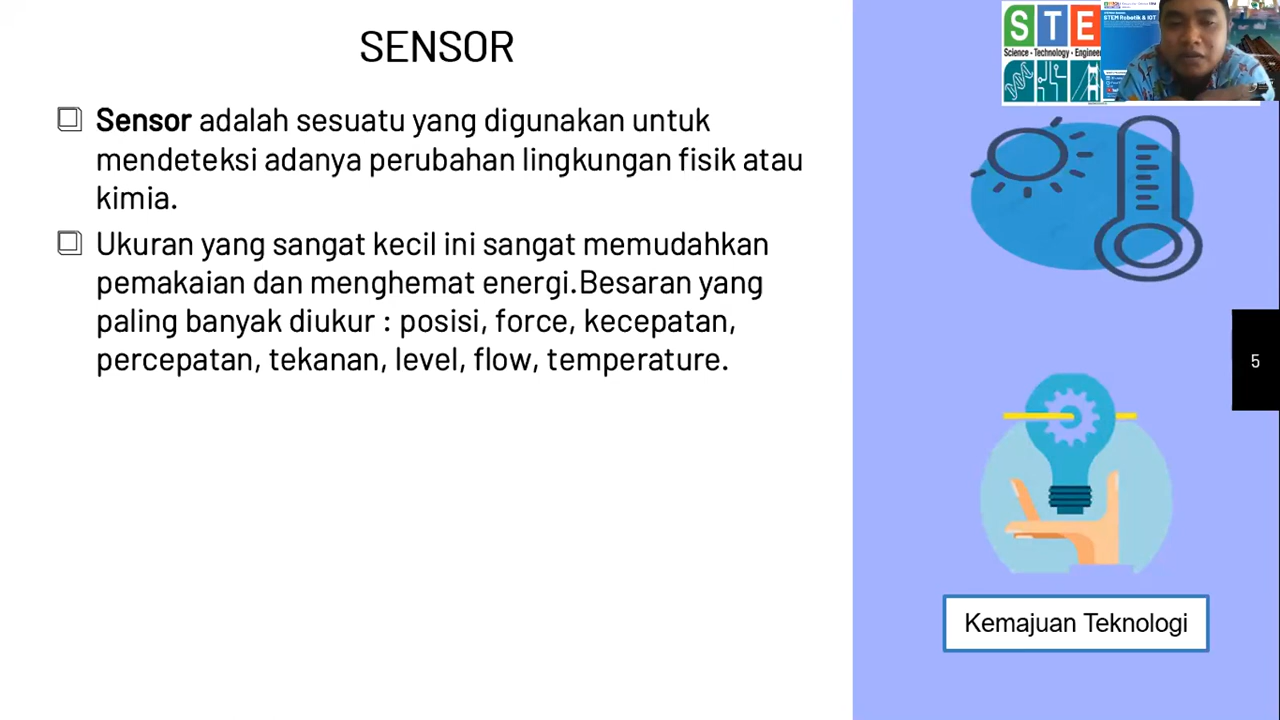 SENSOR
Sensor adalah sesuatu yang digunakan untuk
mendeteksi adanya perubahan lingkungan fisik atau
kimia.
Ukuran yang sangat kecil ini sangat memudahkan
pemakaian dan menghemat energi.Besaran yang
paling banyak diukur : posisi, force, kecepatan,
percepatan, tekanan, level, flow, temperature.
STE
Science - Technology - Engineer
STEM Robotik & IOT
5
Kemajuan Teknologi